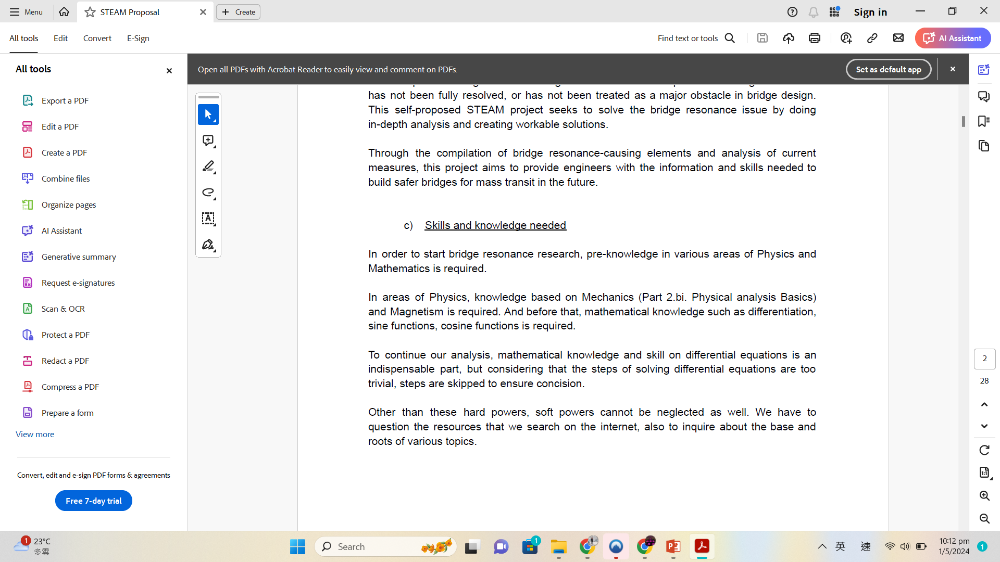 Menu
STEAM Proposal
Create
Sign in
All tools
Edit
Convert
E-Sign
Find text or tools
AI Assistant
All tools
Export a PDF
Edit a PDF
Create a PDF
Combine files
Organize pages
AI Assistant
Generative summary
Request e-signatures
Scan & OCR
Protect a PDF
Redact a PDF
Compress a PDF
Prepare a form
View more
Convert, edit and e-sign PDF forms & agreements
Free 7-day trial
Open all PDFs with Acrobat Reader to easily view and comment on PDFs.
Set as default app
has not been fully resolved, or has not been treated as a major obstacle in bridge design.
This self-proposed STEAM project seeks to solve the bridge resonance issue by doing
in-depth analysis and creating workable solutions.
Through the compilation of bridge resonance-causing elements and analysis of current
measures, this project aims to provide engineers with the information and skills needed to
build safer bridges for mass transit in the future.
c) Skills and knowledge needed
In order to start bridge resonance research, pre-knowledge in various areas of Physics and
Mathematics is required.
In areas of Physics, knowledge based on Mechanics (Part 2.bi. Physical analysis Basics)
and Magnetism is required. And before that, mathematical knowledge such as differentiation,
sine functions, cosine functions is required.
To continue our analysis, mathematical knowledge and skill on differential equations is an
indispensable part, but considering that the steps of solving differential equations are too
trivial, steps are skipped to ensure concision.
Other than these hard powers, soft powers cannot be neglected as well. We have to
question the resources that we search on the internet, also to inquire about the base and
roots of various topics.
2
28
1:1
1
23°C
多雲
Search
1
英
速
10:12 pm
1/5/2024
1